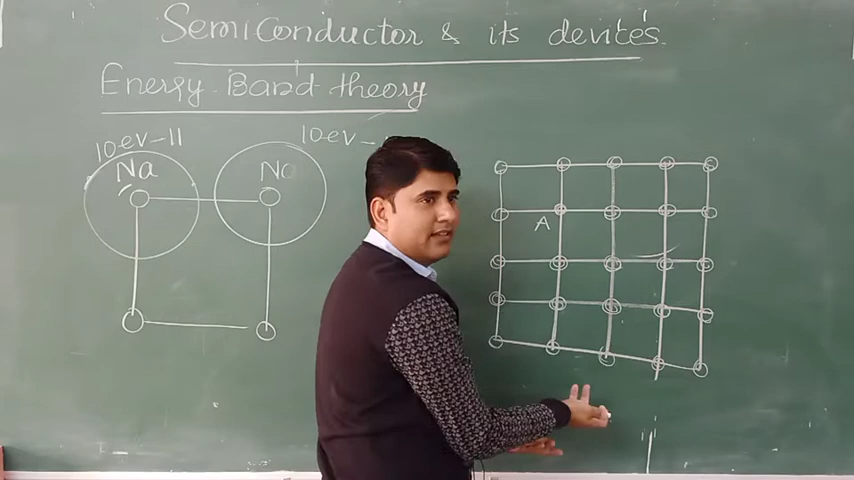 Semiconductor & its devices
Energy Band theory
10ev-11 10ev-
Na Na
A